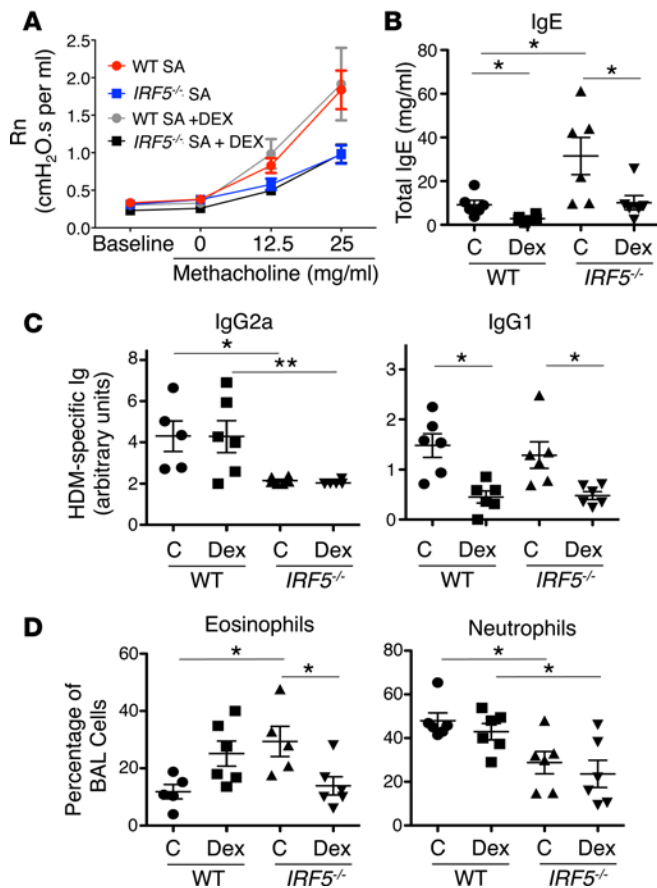 A
Rn
(cmH2O.s per ml)
2.5
2.0
1.5
1.0
0.5
0.0
WT SA
IRF5-/-. SA
WT SA +DEX
IRF5-/- SA + DEX
Baseline 0 12.5 25
Methacholine (mg/ml)
B
IgE
Total IgE (mg/ml)
80
60
40
20
0
* * *
C Dex C Dex
WT IRF5-/-
C
IgG2a
HDM-specific Ig
(arbitrary units)
8
6
4
2
0
*
**
C Dex C Dex
WT IRF5-/-
IgG1
3
2
1
0
* *
C Dex C Dex
WT IRF5-/-
D
Eosinophils
Percentage of
BAL Cells
60
40
20
0
* *
C Dex C Dex
WT IRF5-/-
Neutrophils
80
60
40
20
0
* *
C Dex C Dex
WT IRF5-/-